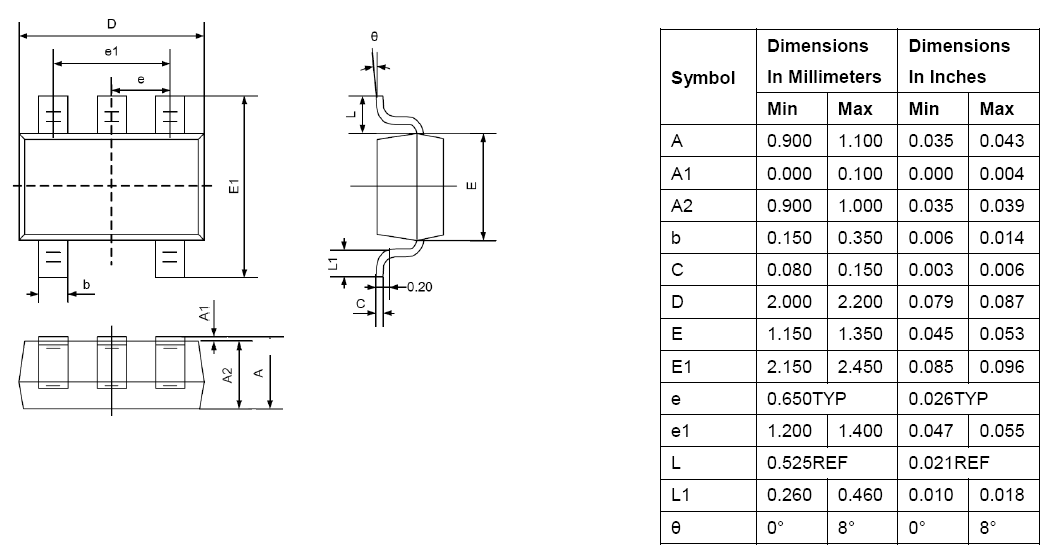 D
e1
e
E1
b
A1
A2
A
θ
L
E
L1
0.20
C
Symbol Dimensions In Millimeters Dimensions In Inches
Min Max Min Max
A 0.900 1.100 0.035 0.043
A1 0.000 0.100 0.000 0.004
A2 0.900 1.000 0.035 0.039
b 0.150 0.350 0.006 0.014
C 0.080 0.150 0.003 0.006
D 2.000 2.200 0.079 0.087
E 1.150 1.350 0.045 0.053
E1 2.150 2.450 0.085 0.096
e 0.650TYP 0.026TYP
e1 1.200 1.400 0.047 0.055
L 0.525REF 0.021REF
L1 0.260 0.460 0.010 0.018
θ 0° 8° 0° 8°